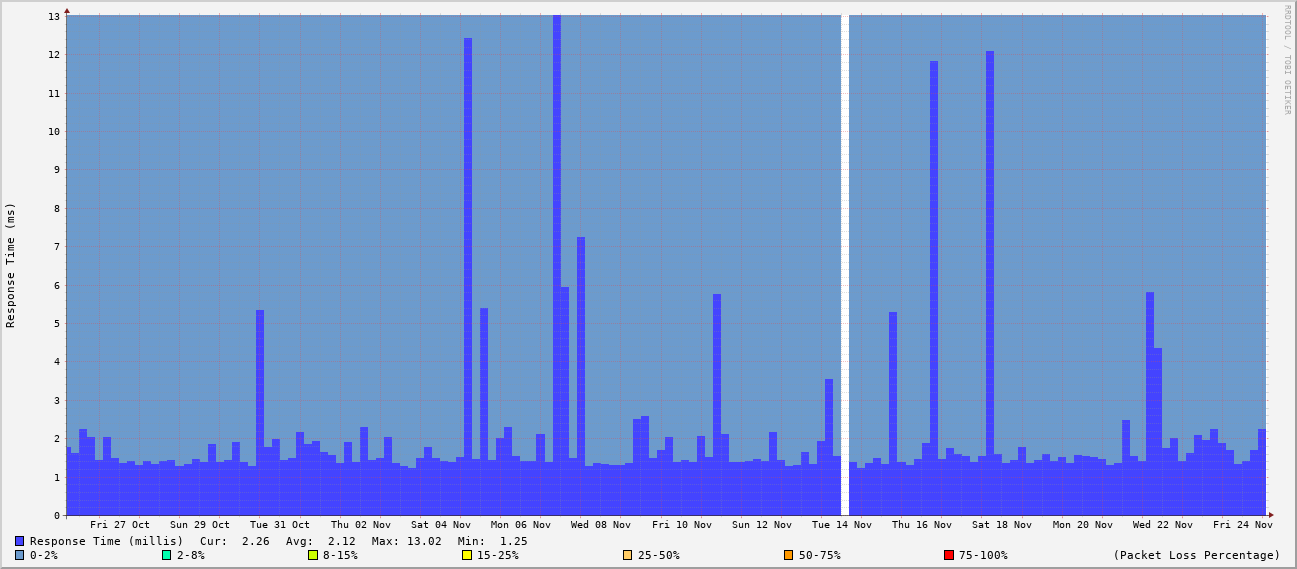 RRDTOOL / TOBI OETIKER
Response Time (ms)
13
12
11
10
9
8
7
6
5
4
3
2
1
0
Fri 27 Oct Sun 29 Oct Tue 31 Oct Thu 02 Nov Sat 04 Nov Mon 06 Nov Wed 08 Nov Fri 10 Nov Sun 12 Nov Tue 14 Nov Thu 16 Nov Sat 18 Nov Mon 20 Nov Wed 22 Nov Fri 24 Nov
Response Time (millis) Cur: 2.26 Avg: 2.12 Max: 13.02 Min: 1.25
0-2% 2-8% 8-15% 15-25% 25-50% 50-75% 75-100% (Packet Loss Percentage)